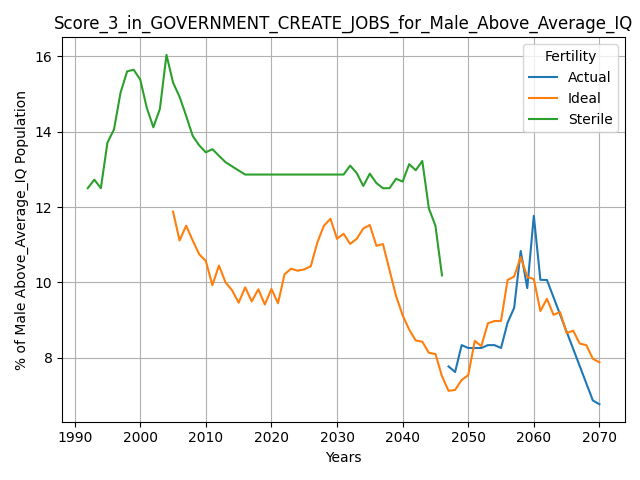 Score_3_in_GOVERNMENT_CREATE_JOBS_for_Male_Above_Average_IQ
Fertility
Actual
Ideal
Sterile
% of Male Above_Average_IQ Population
16
14
12
10
8
1990 2000 2010 2020 2030 2040 2050 2060 2070
Years